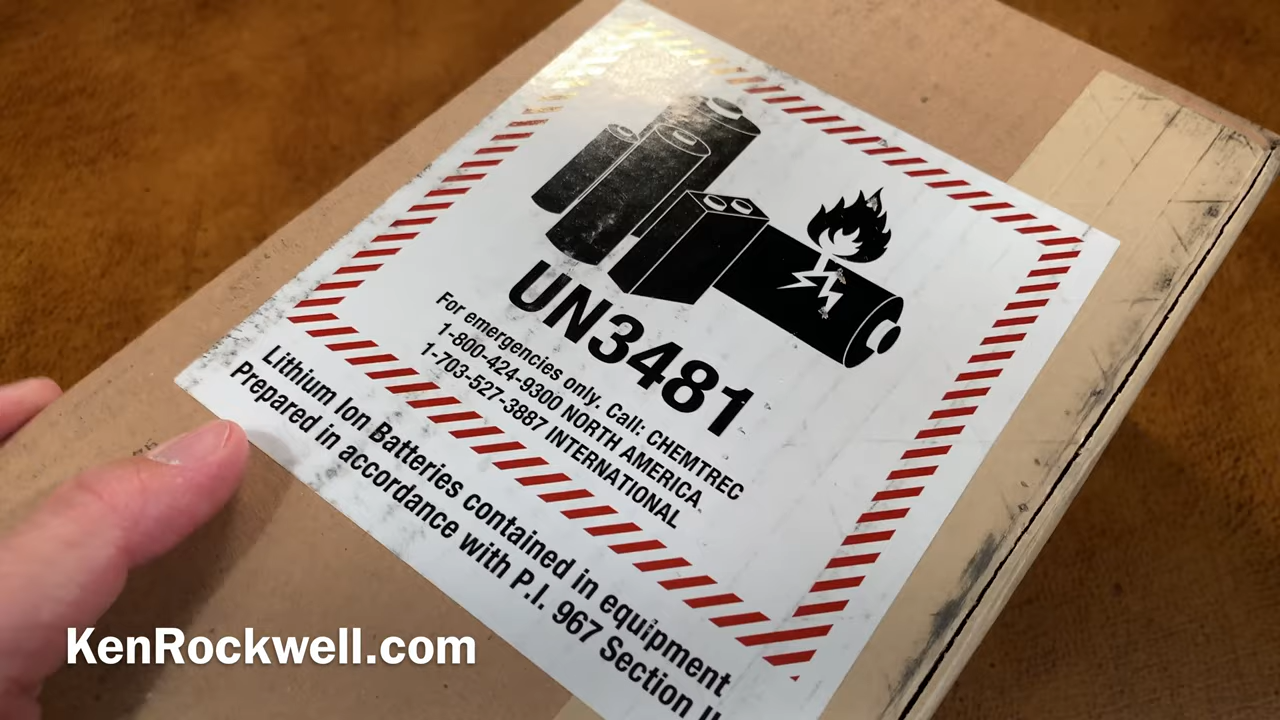 UN3481
For emergencies only. Call: CHEMTREC
1-800-424-9300 NORTH AMERICA
1-703-527-3887 INTERNATIONAL
Lithium Ion Batteries contained in equipment
Prepared in accordance with P.I. 967 Section II
KenRockwell.com